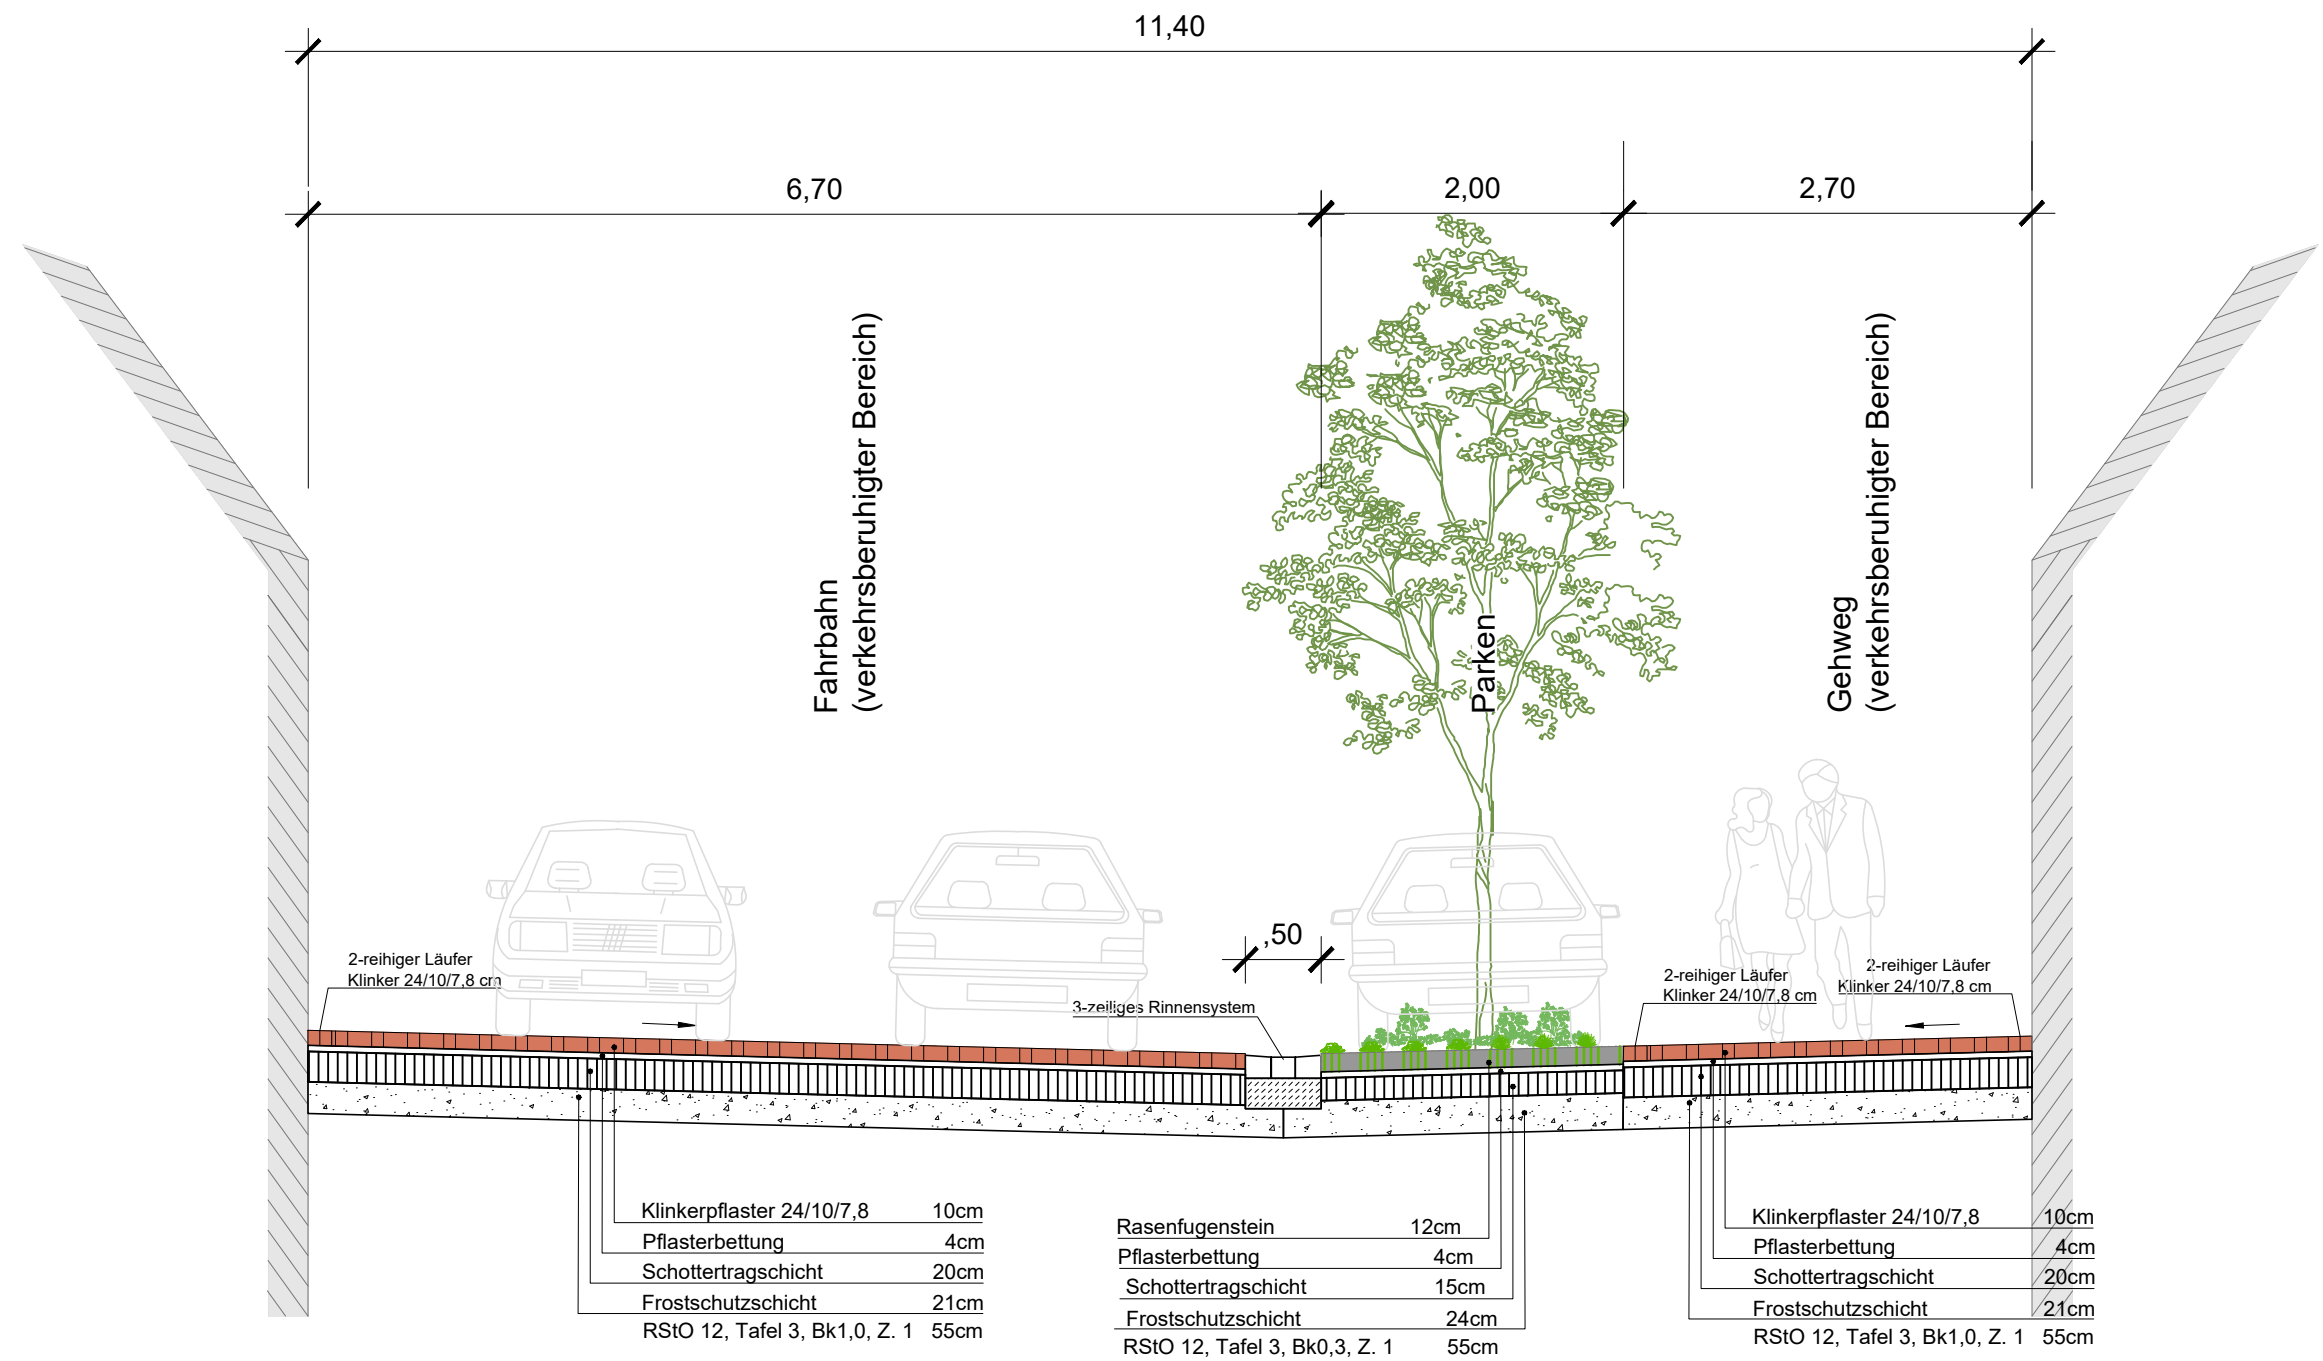 11,40
6,70
2,00
2,70
Fahrbahn
(verkehrsberuhigter Bereich)
Parken
Gehweg
(verkehrsberuhigter Bereich)
,50
2-reihiger Läufer
Klinker 24/10/7,8 cm
3-zeiliges Rinnensystem
2-reihiger Läufer
Klinker 24/10/7,8 cm
2-reihiger Läufer
Klinker 24/10/7,8 cm
Klinkerpflaster 24/10/7,8 10cm
Pflasterbettung 4cm
Schottertragschicht 20cm
Frostschutzschicht 21cm
RStO 12, Tafel 3, Bk1,0, Z. 1 55cm
Rasenfugenstein 12cm
Pflasterbettung 4cm
Schottertragschicht 15cm
Frostschutzschicht 24cm
RStO 12, Tafel 3, Bk0,3, Z. 1 55cm
Klinkerpflaster 24/10/7,8 10cm
Pflasterbettung 4cm
Schottertragschicht 20cm
Frostschutzschicht 21cm
RStO 12, Tafel 3, Bk1,0, Z. 1 55cm